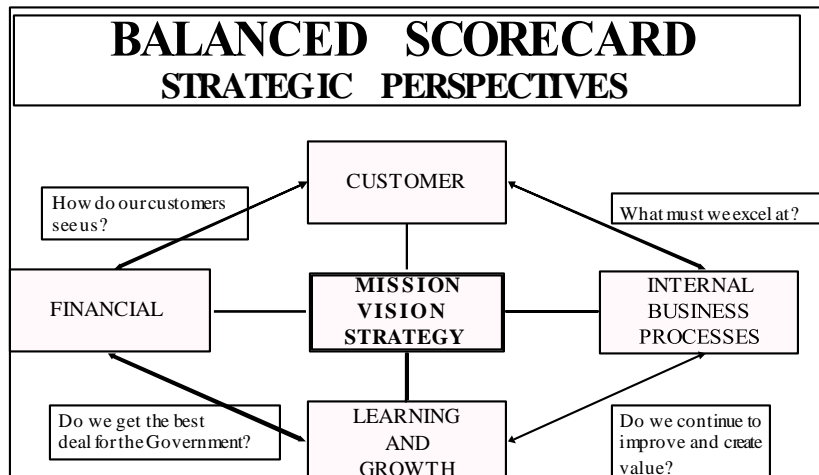 BALANCED SCORECARD
STRATEGIC PERSPECTIVES
CUSTOMER
How do our customers
see us?
What must we excel at?
FINANCIAL
MISSION
VISION
STRATEGY
INTERNAL
BUSINESS
PROCESSES
Do we get the best
deal for the Government?
LEARNING
AND
GROWTH
Do we continue to
improve and create
value?